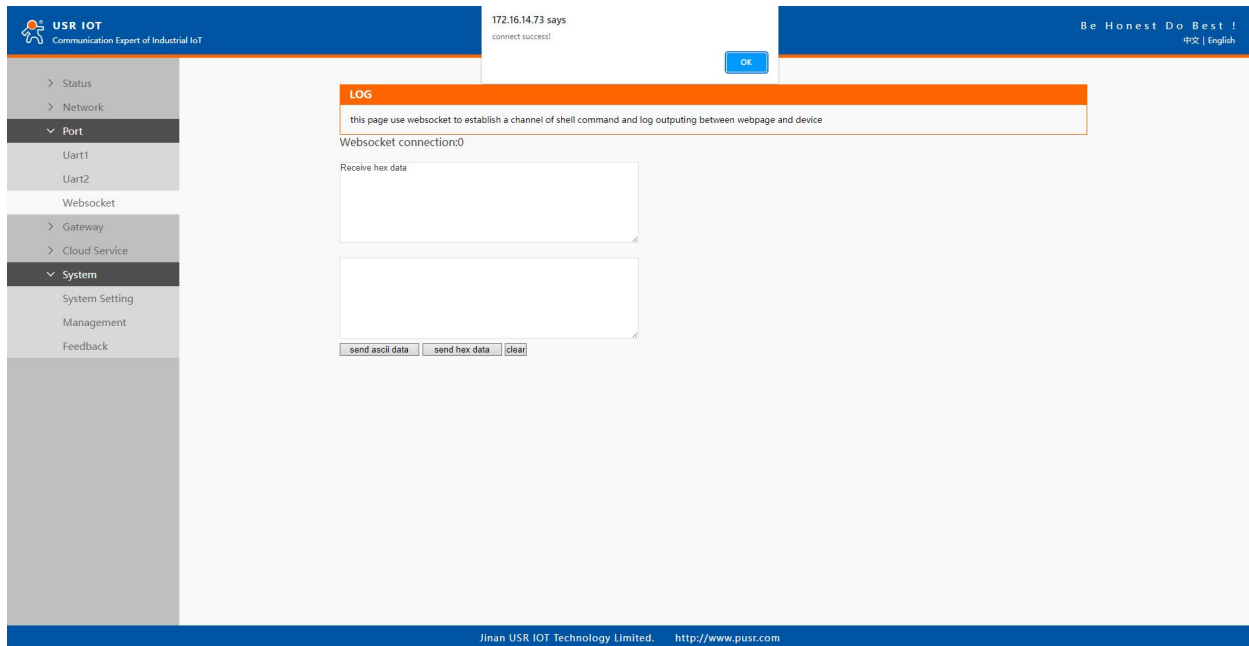 USR IOT
Communication Expert of Industrial IoT
172.16.14.73 says
connect success!
OK
Be Honest Do Best !
中文 | English
Status
Network
Port
Uart1
Uart2
Websocket
Gateway
Cloud Service
System
System Setting
Management
Feedback
LOG
this page use websocket to establish a channel of shell command and log outputing between webpage and device
Websocket connection:0
Receive hex data
send ascii data send hex data clear
Jinan USR IOT Technology Limited. http://www.pusr.com